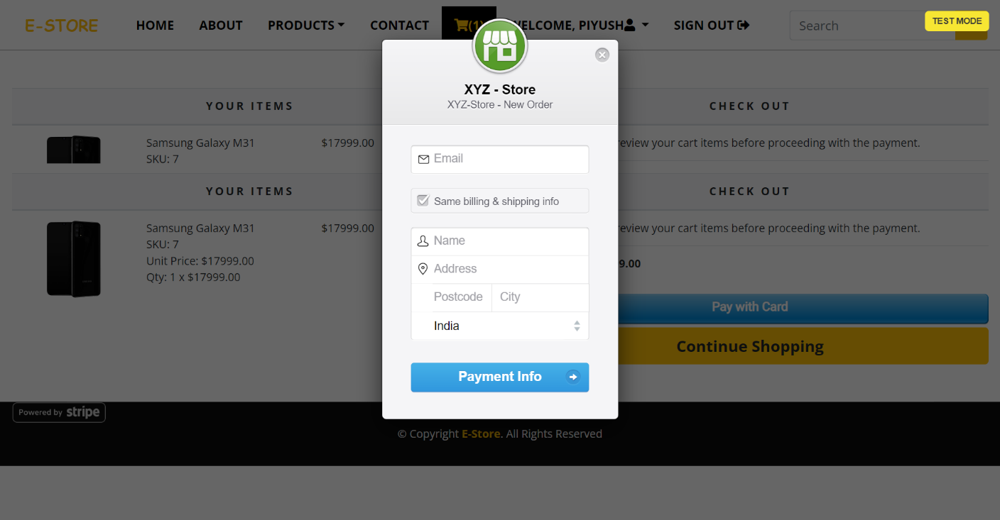 E-STORE
HOME
ABOUT
PRODUCTS
CONTACT
(1)
WELCOME, PIYUSH
SIGN OUT
Search
TEST MODE
XYZ - Store
XYZ-Store - New Order
YOUR ITEMS
CHECK OUT
Samsung Galaxy M31
$17999.00
SKU: 7
review your cart items before proceeding with the payment.
YOUR ITEMS
CHECK OUT
Samsung Galaxy M31
$17999.00
SKU: 7
Unit Price: $17999.00
Qty: 1 x $17999.00
review your cart items before proceeding with the payment.
9.00
Pay with Card
Continue Shopping
Email
Same billing & shipping info
Name
Address
Postcode
City
India
Payment Info
Powered by stripe
© Copyright E-Store. All Rights Reserved